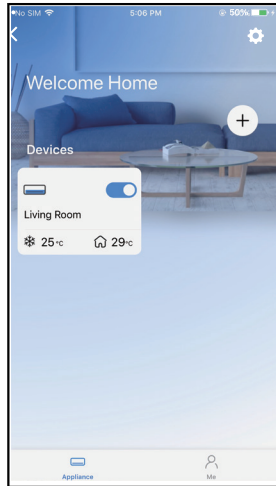 No SIM 5:06 PM 50%
Welcome Home
+
Devices
Living Room
25°C 29°C
Appliance Me